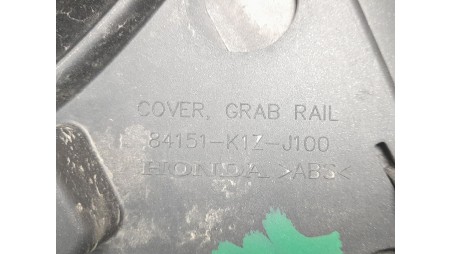 COVER, GRAB RAIL
84151-K1Z-J100
HONDA >ABS<